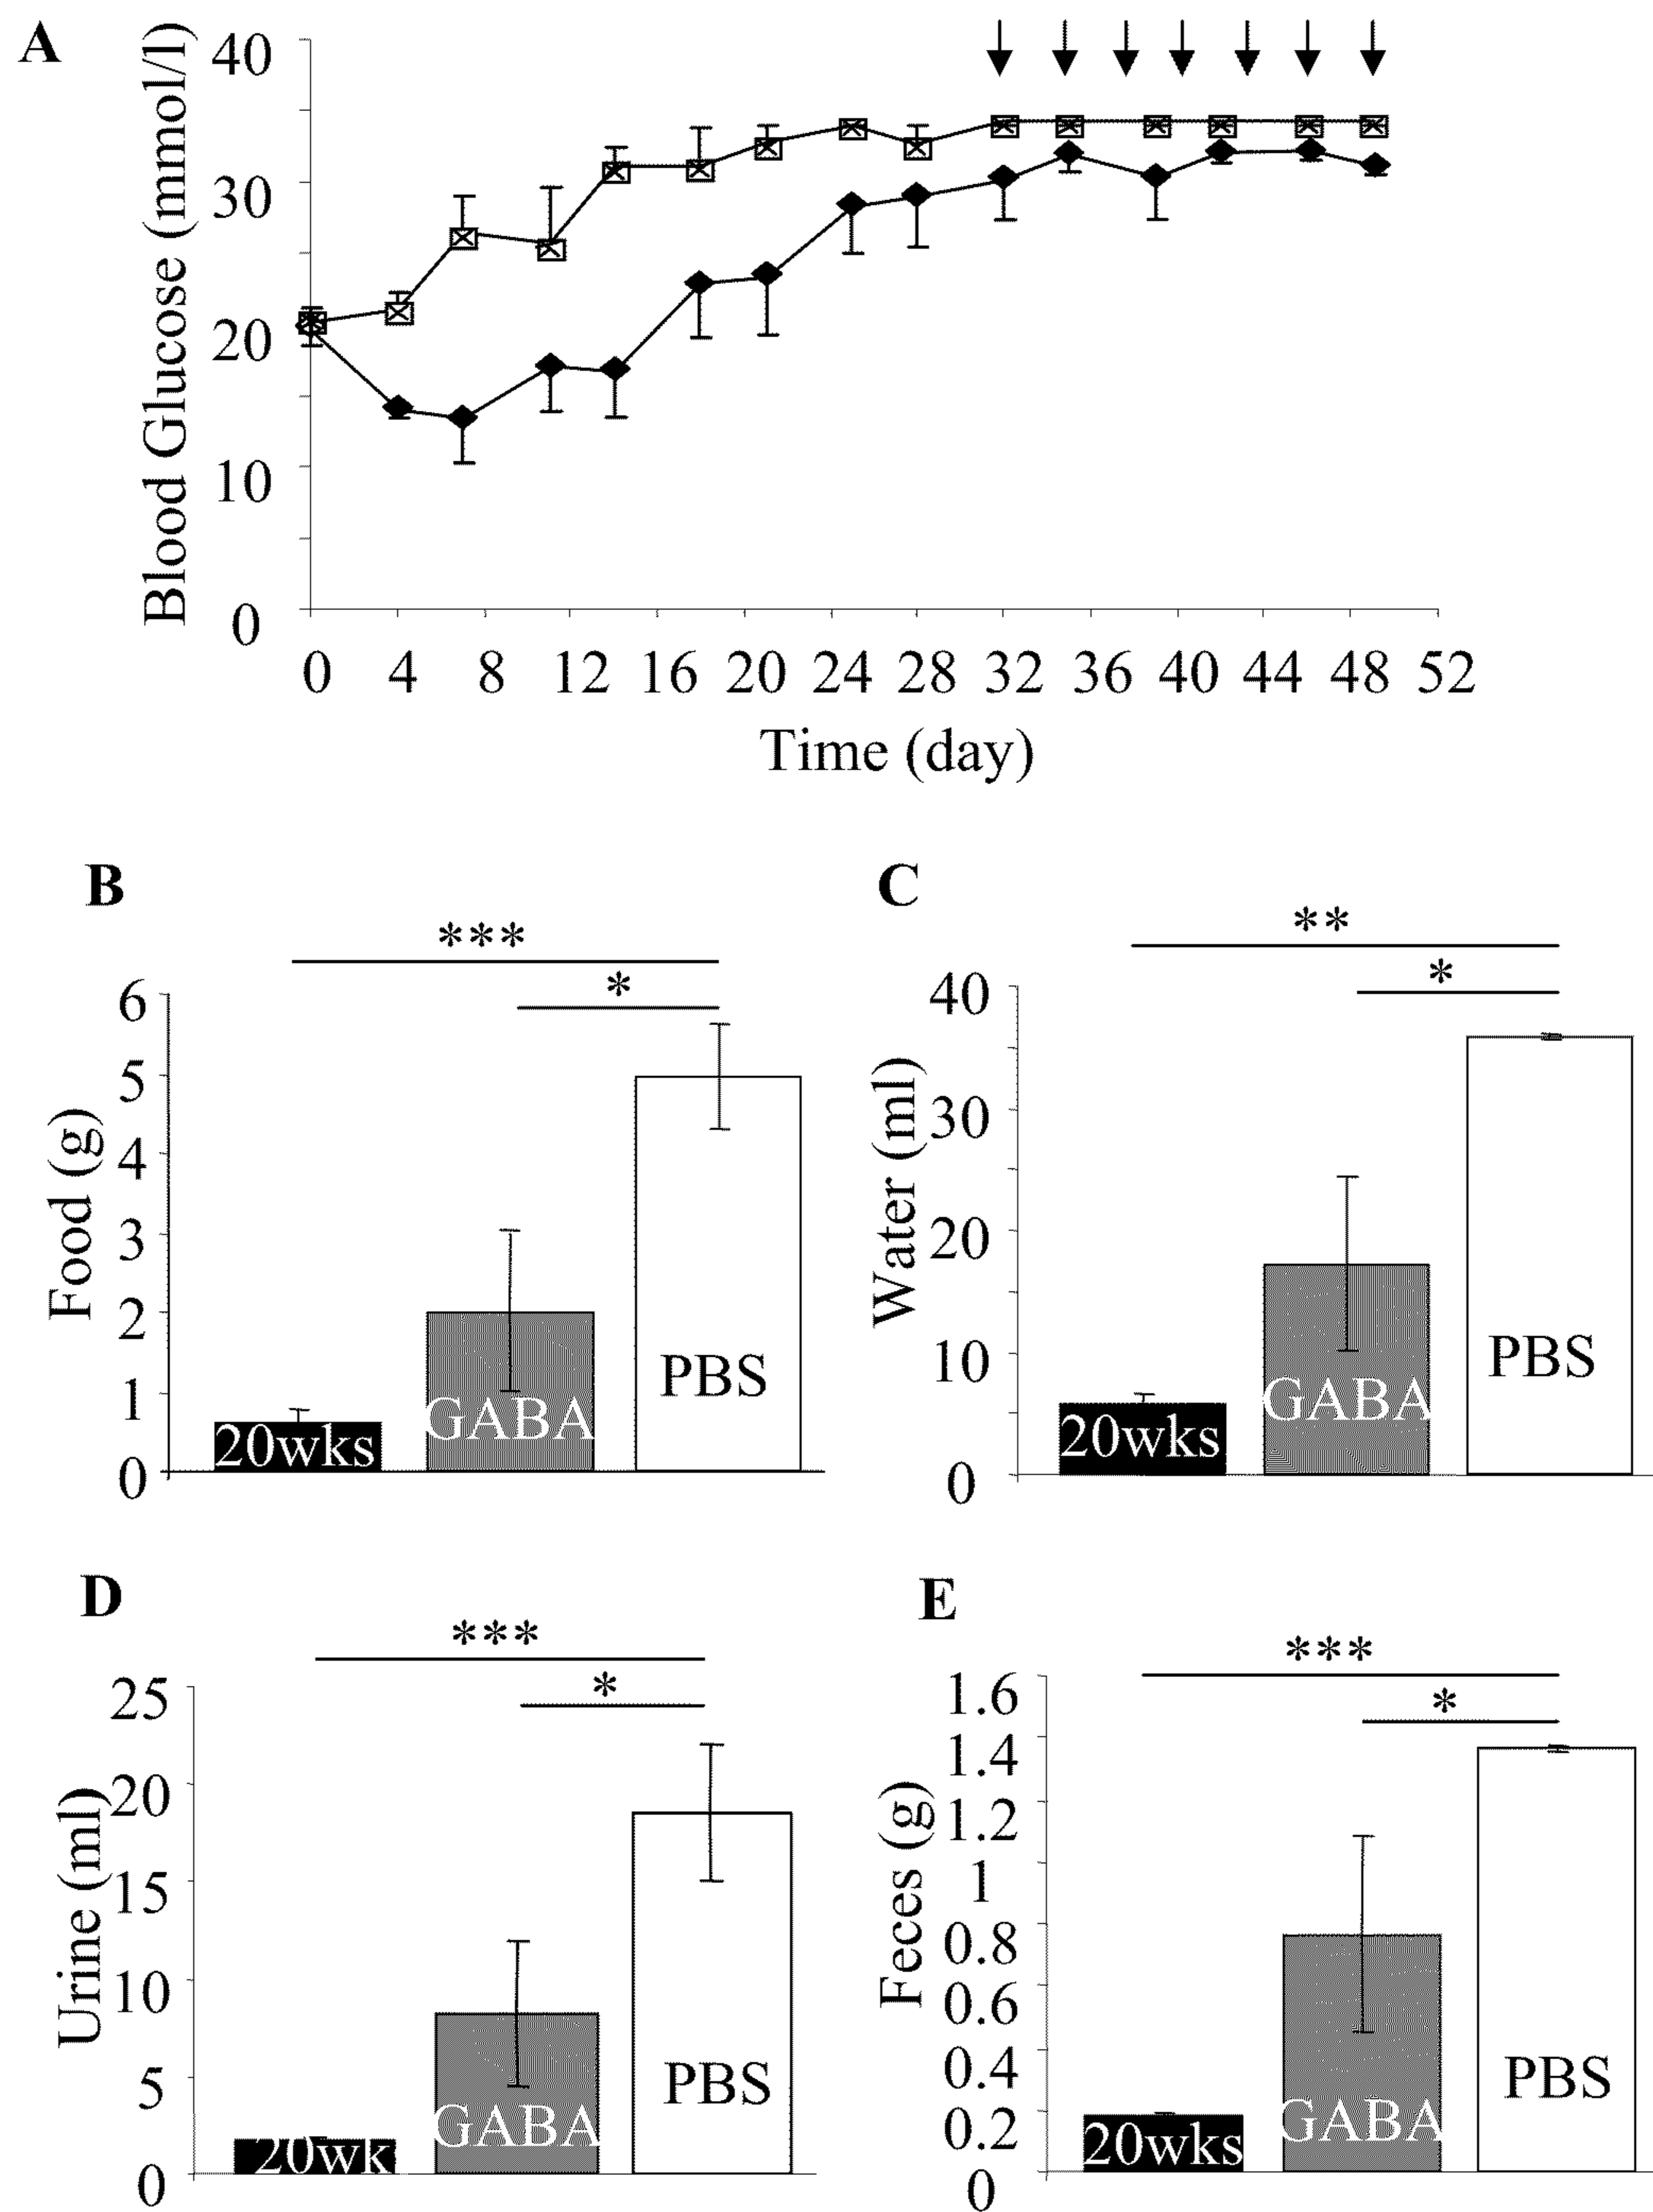 A
Blood Glucose (mmol/l)
40
30
20
10
0
0 4 8 12 16 20 24 28 32 36 40 44 48 52
Time (day)
B
***
*
Food (g)
6
5
4
3
2
1
0
20wks
GABA
PBS
C
**
*
Water (ml)
40
30
20
10
0
20wks
GABA
PBS
D
***
*
Urine (ml)
25
20
15
10
5
0
20wk
GABA
PBS
E
***
*
Feces (g)
1.6
1.4
1.2
1
0.8
0.6
0.4
0.2
0
20wks
GABA
PBS